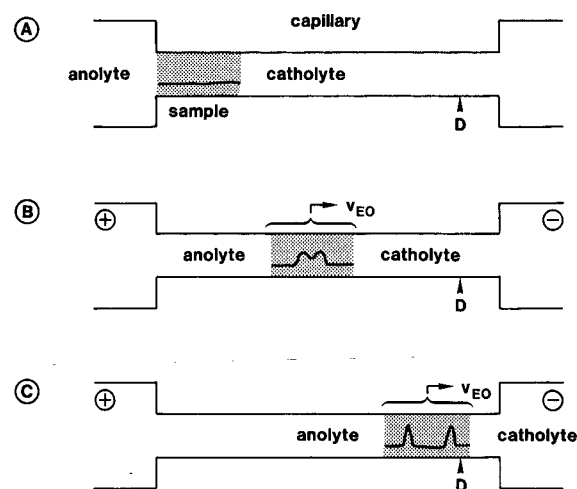 A
capillary
anolyte
catholyte
sample
D
B
+
v_EO
−
anolyte
catholyte
D
C
+
v_EO
−
anolyte
catholyte
D